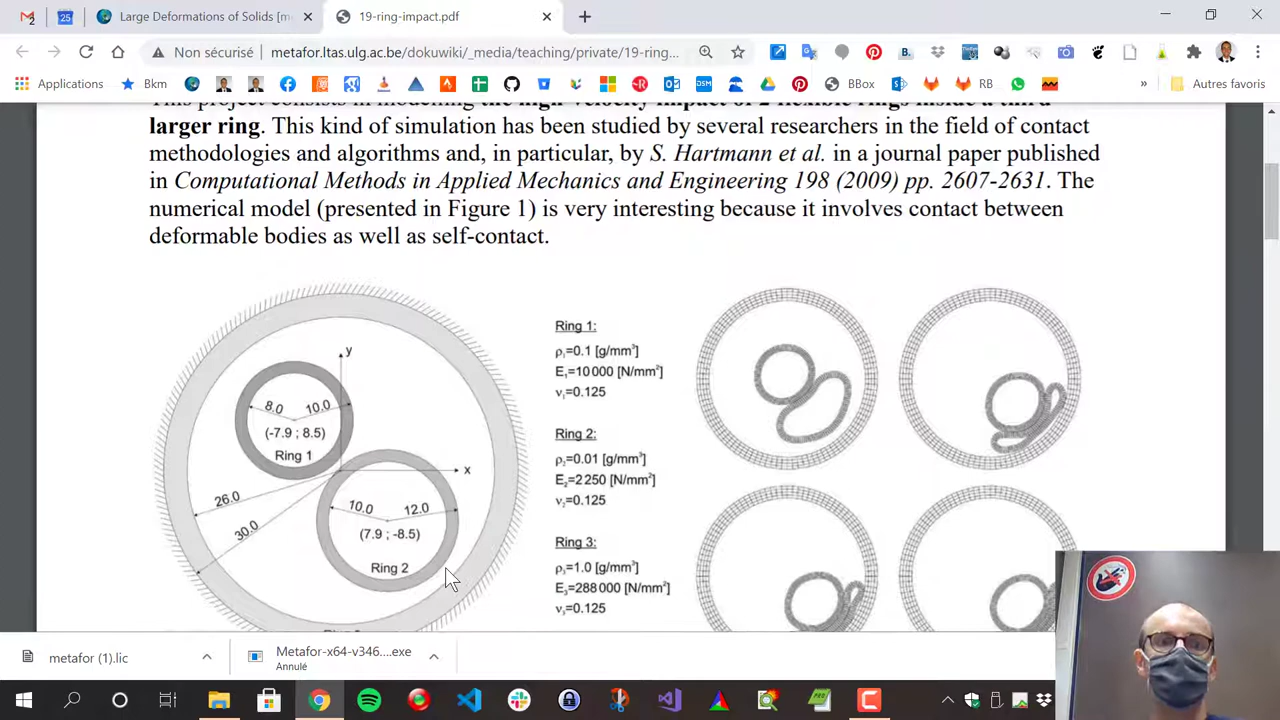 Large Deformations of Solids [m
19-ring-impact.pdf
Non sécurisé
metafor.ltas.ulg.ac.be/dokuwiki/_media/teaching/private/19-ring...
Applications
Bkm
BBox
RB
»
Autres favoris
larger ring. This kind of simulation has been studied by several researchers in the field of contact
methodologies and algorithms and, in particular, by S. Hartmann et al. in a journal paper published
in Computational Methods in Applied Mechanics and Engineering 198 (2009) pp. 2607-2631. The
numerical model (presented in Figure 1) is very interesting because it involves contact between
deformable bodies as well as self-contact.
y
x
8.0
10.0
(-7.9 ; 8.5)
Ring 1
26.0
30.0
10.0
12.0
(7.9 ; -8.5)
Ring 2
Ring 1:
ρ₁=0.1 [g/mm³]
E₁=10 000 [N/mm²]
ν₁=0.125
Ring 2:
ρ₂=0.01 [g/mm³]
E₂=2 250 [N/mm²]
ν₂=0.125
Ring 3:
ρ₃=1.0 [g/mm³]
E₃=288 000 [N/mm²]
ν₃=0.125
metafor (1).lic
Metafor-x64-v346....exe
Annulé